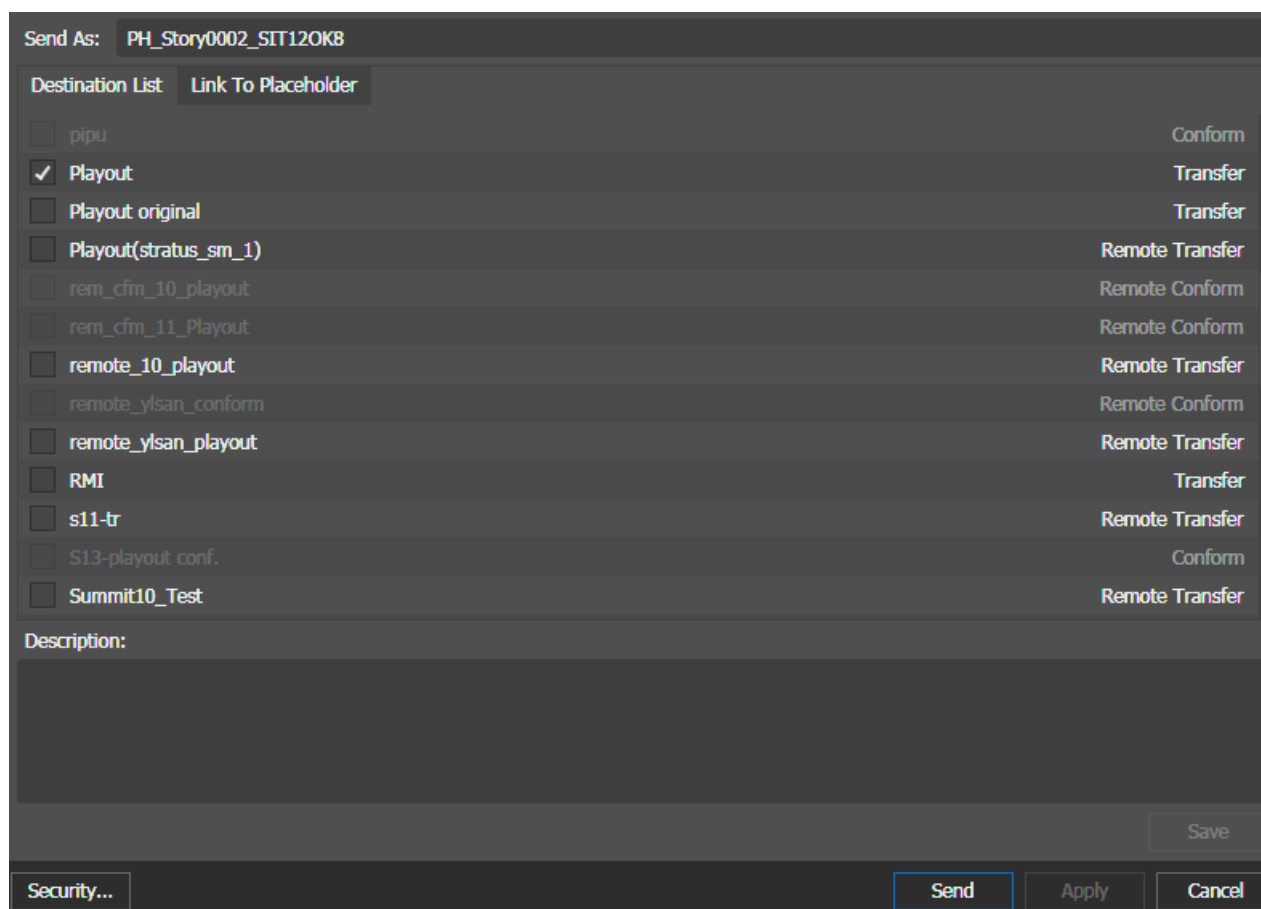 Send As: PH_Story0002_SIT12OKB
Destination List Link To Placeholder
pipu Conform
Playout Transfer
Playout original Transfer
Playout(stratus_sm_1) Remote Transfer
rem_cfm_10_playout Remote Conform
rem_cfm_11_Playout Remote Conform
remote_10_playout Remote Transfer
remote_ylsan_conform Remote Conform
remote_ylsan_playout Remote Transfer
RMI Transfer
s11-tr Remote Transfer
S13-playout conf. Conform
Summit10_Test Remote Transfer
Description:
Save
Security... Send Apply Cancel